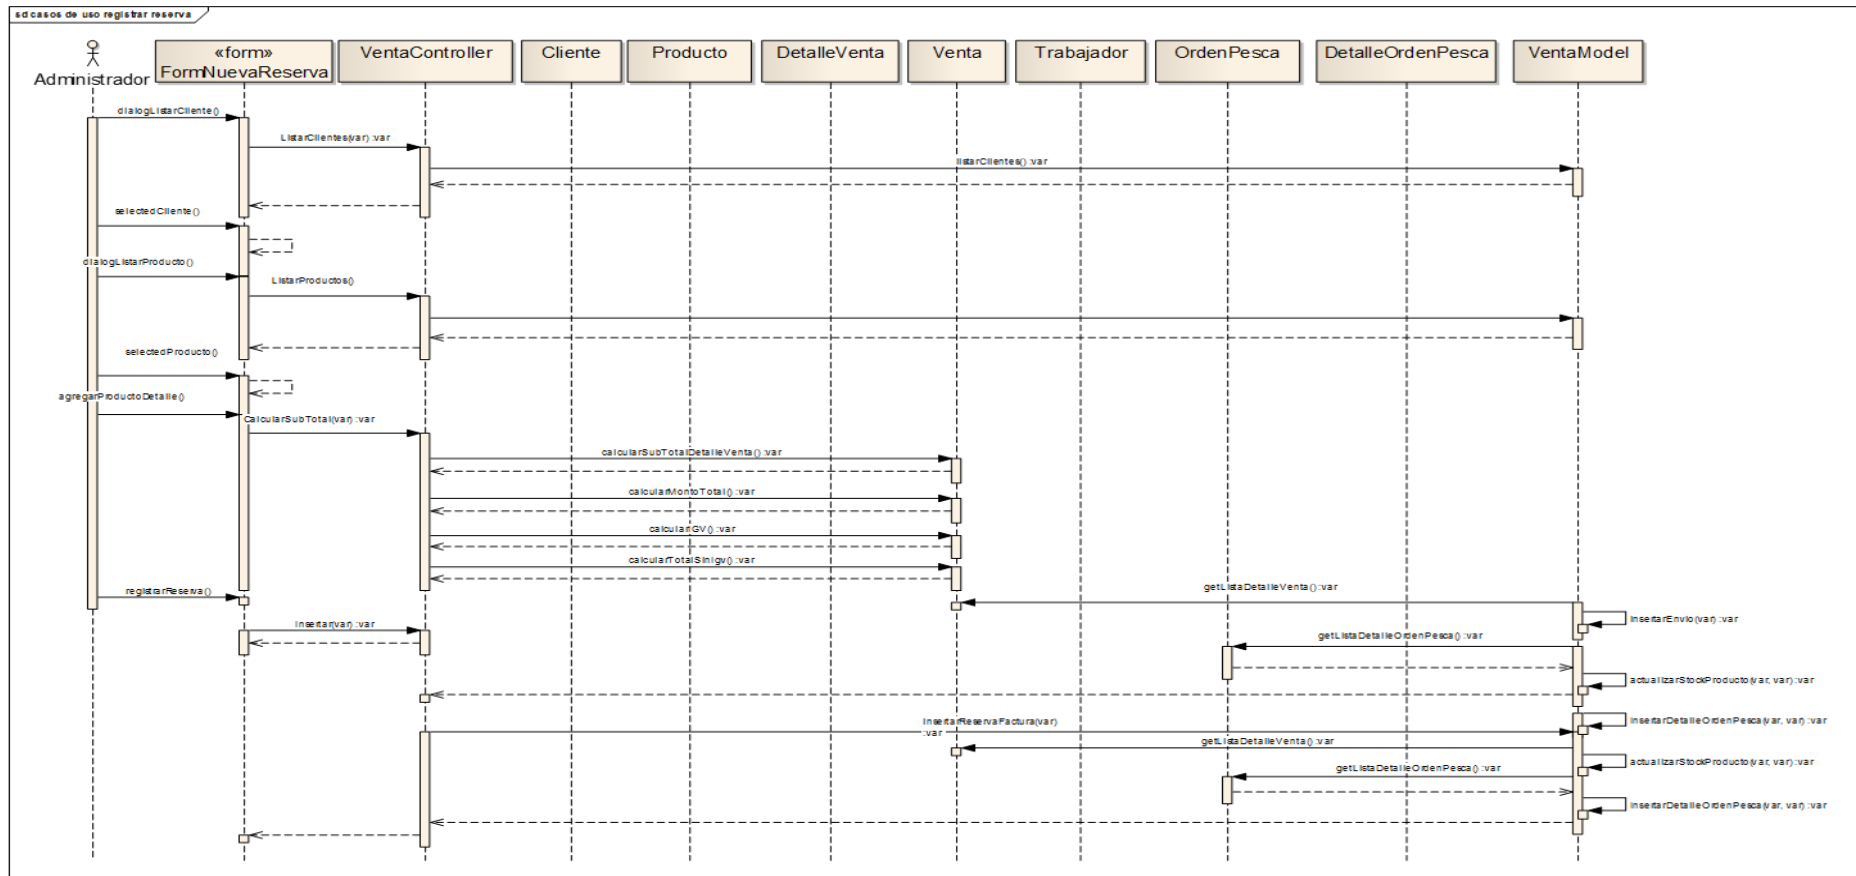 sd casos de uso registrar reserva
Administrador
«form»
FormNuevaReserva
VentaController
Cliente
Producto
DetalleVenta
Venta
Trabajador
OrdenPesca
DetalleOrdenPesca
VentaModel
dialogListarCliente()
ListarClientes(var) :var
listarClientes() :var
selectedCliente()
dialogListarProducto()
ListarProductos()
selectedProducto()
agregarProductoDetalle()
CalcularSubTotal(var) :var
calcularSubTotalDetalleVenta() :var
calcularMontoTotal() :var
calcularIGV() :var
calcularTotalSinIgv() :var
registrarReserva()
getListaDetalleVenta() :var
insertarEnvio(var) :var
Insertar(var) :var
getListaDetalleOrdenPesca() :var
actualizarStockProducto(var, var) :var
insertarReservaFactura(var)
:var
insertarDetalleOrdenPesca(var, var) :var
getListaDetalleVenta() :var
actualizarStockProducto(var, var) :var
getListaDetalleOrdenPesca() :var
insertarDetalleOrdenPesca(var, var) :var